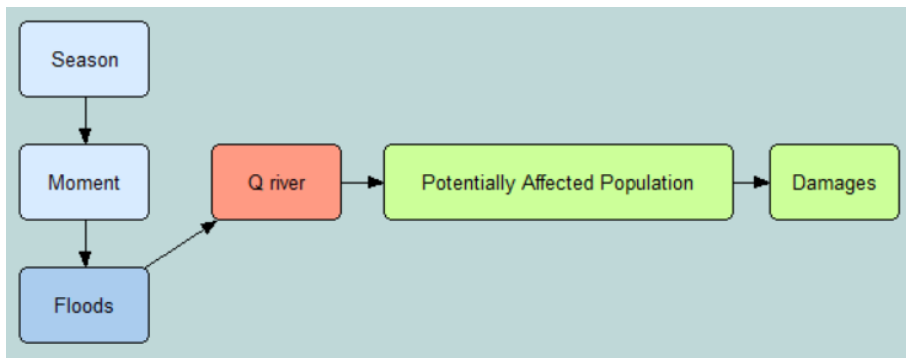 Season
Moment
Q river
Potentially Affected Population
Damages
Floods